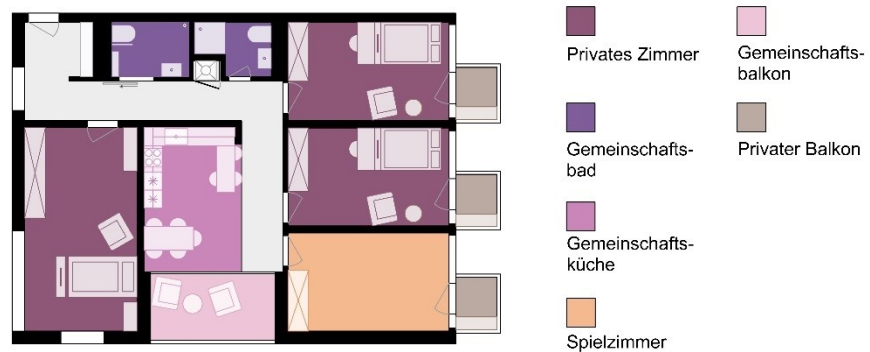 Privates Zimmer
Gemeinschafts-
balkon
Gemeinschafts-
bad
Privater Balkon
Gemeinschafts-
küche
Spielzimmer